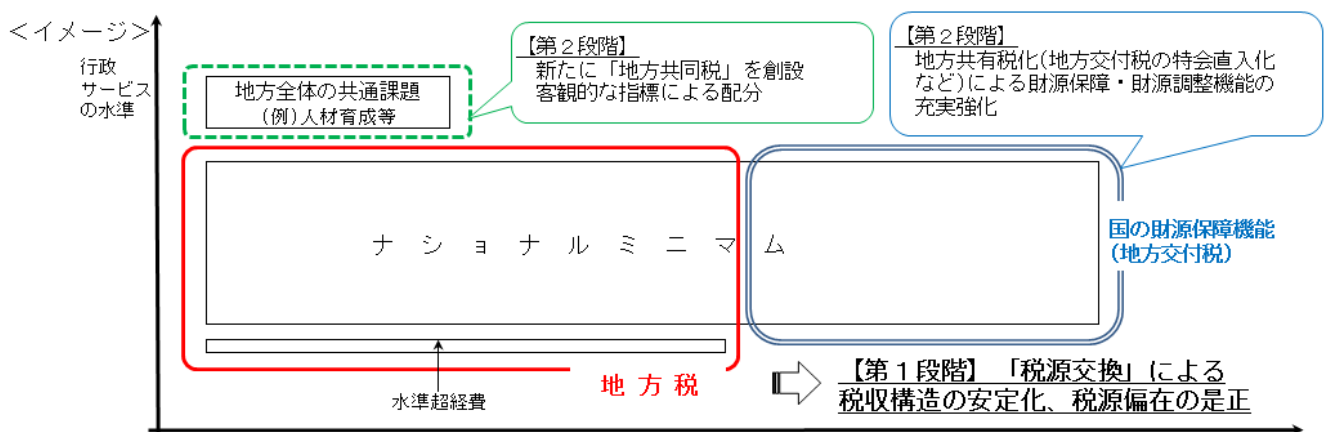 <イメージ>
行政
サービス
の水準
地方全体の共通課題
(例)人材育成等
【第２段階】
新たに「地方共同税」を創設
客観的な指標による配分
【第２段階】
地方共有税化(地方交付税の特会直入化
など)による財源保障・財源調整機能の
充実強化
ナショナルミニマム
国の財源保障機能
(地方交付税)
水準超経費
地方税
【第１段階】「税源交換」による
税収構造の安定化、税源偏在の是正